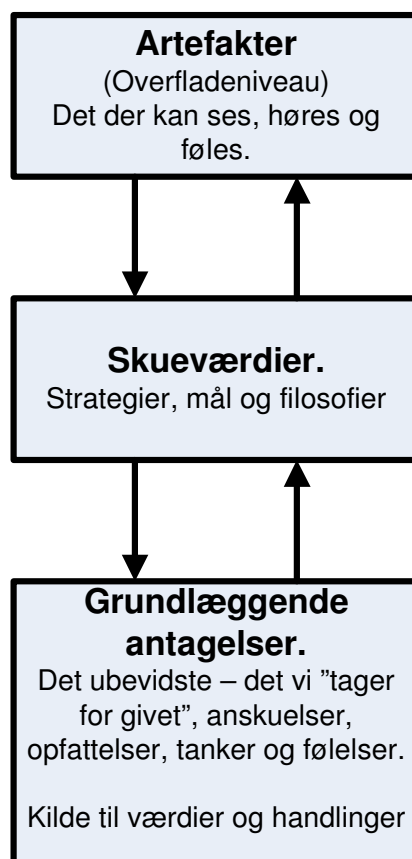 Artefakter
(Overfladeniveau)
Det der kan ses, høres og
føles.
Skueværdier.
Strategier, mål og filosofier
Grundlæggende
antagelser.
Det ubevidste – det vi ”tager
for givet”, anskuelser,
opfattelser, tanker og følelser.
Kilde til værdier og handlinger